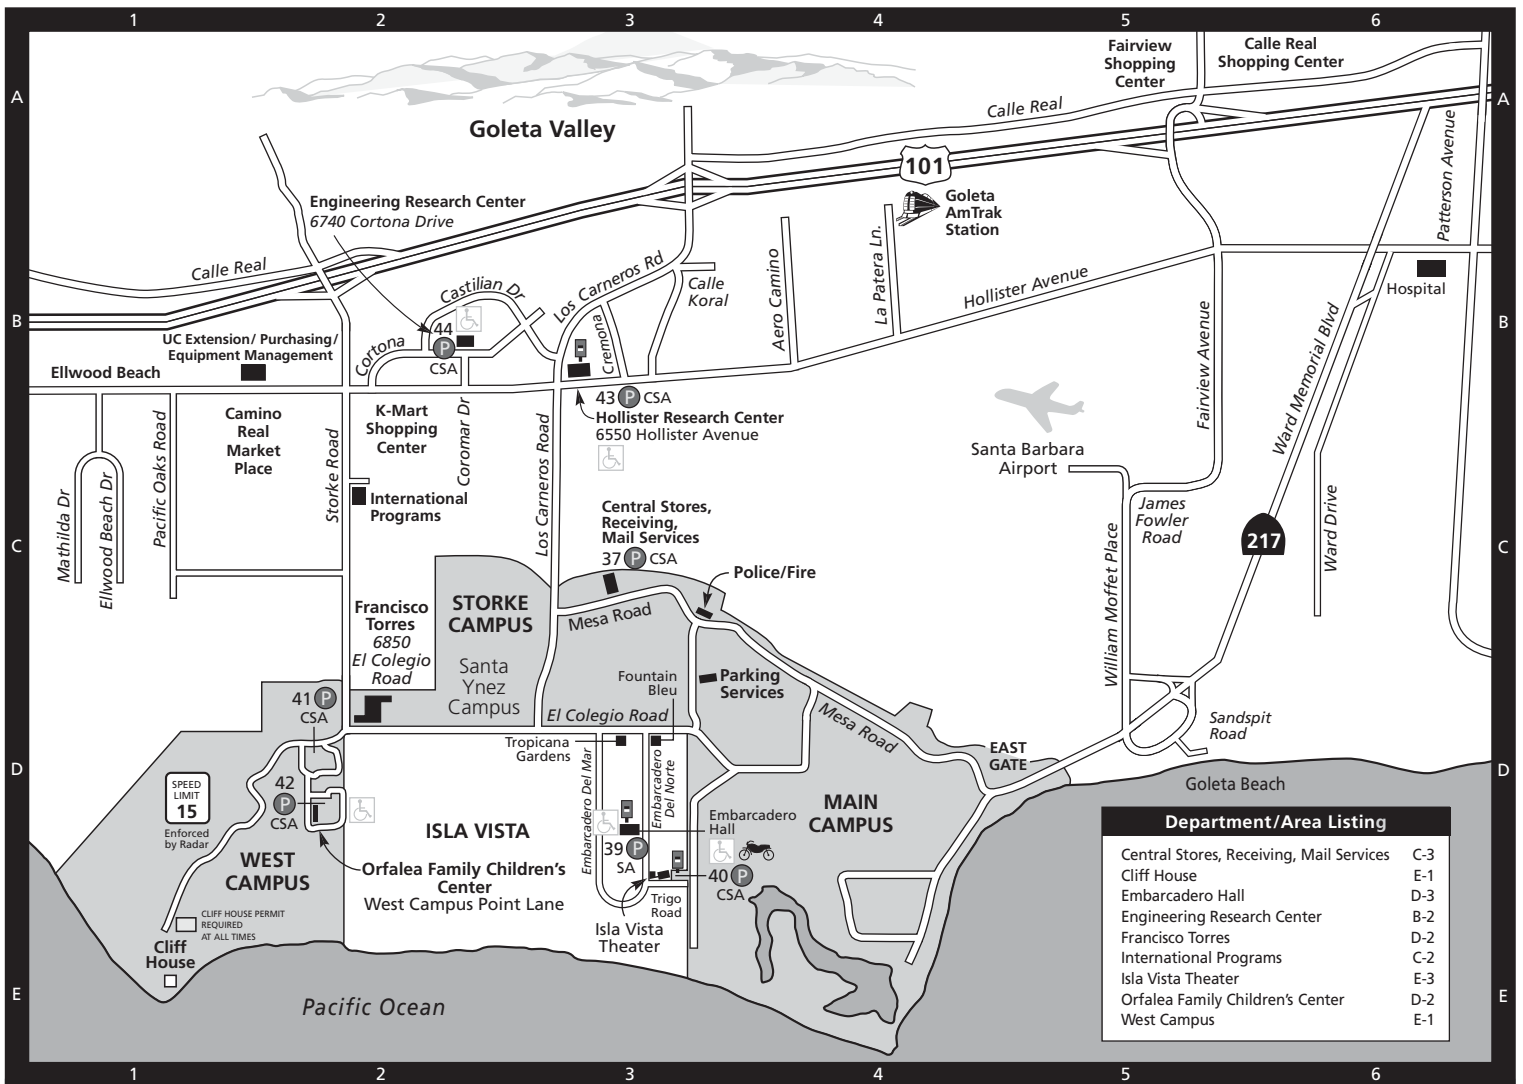 1 2 3 4 5 6
A
A
B
B
C
C
D
D
E
E
Fairview
Shopping
Center
Calle Real
Shopping Center
Calle Real
Goleta Valley
101
Patterson Avenue
Engineering Research Center
6740 Cortona Drive
Goleta
AmTrak
Station
Calle Real
Castilian Dr
Los Carneros Rd
Calle
Koral
Aero Camino
La Patera Ln.
Hollister Avenue
Hospital
UC Extension/ Purchasing/
Equipment Management
Cortona
44
P
CSA
Cremona
Fairview Avenue
Ward Memorial Blvd
Ellwood Beach
43 P CSA
Hollister Research Center
6550 Hollister Avenue
Camino
Real
Market
Place
K-Mart
Shopping
Center
Coromar Dr
Storke Road
Pacific Oaks Road
Los Carneros Road
Santa Barbara
Airport
Mathilda Dr
Ellwood Beach Dr
International
Programs
Central Stores,
Receiving,
Mail Services
37 P CSA
James
Fowler
Road
217
Ward Drive
William Moffet Place
Police/Fire
Francisco
Torres
6850
El Colegio
Road
STORKE
CAMPUS
Santa
Ynez
Campus
Mesa Road
Fountain
Bleu
Parking
Services
41 P
CSA
El Colegio Road
Mesa Road
Sandspit
Road
Tropicana
Gardens
EAST
GATE
SPEED
LIMIT
15
Enforced
by Radar
42
P
CSA
Embarcadero Del Mar
Embarcadero
Del Norte
Goleta Beach
ISLA VISTA
Embarcadero
Hall
MAIN
CAMPUS
39 P
SA
WEST
CAMPUS
Orfalea Family Children's
Center
West Campus Point Lane
40 P
CSA
Trigo
Road
CLIFF HOUSE PERMIT
REQUIRED
AT ALL TIMES
Isla Vista
Theater
Cliff
House
Pacific Ocean
Department/Area Listing
Central Stores, Receiving, Mail Services C-3
Cliff House E-1
Embarcadero Hall D-3
Engineering Research Center B-2
Francisco Torres D-2
International Programs C-2
Isla Vista Theater E-3
Orfalea Family Children's Center D-2
West Campus E-1
1 2 3 4 5 6